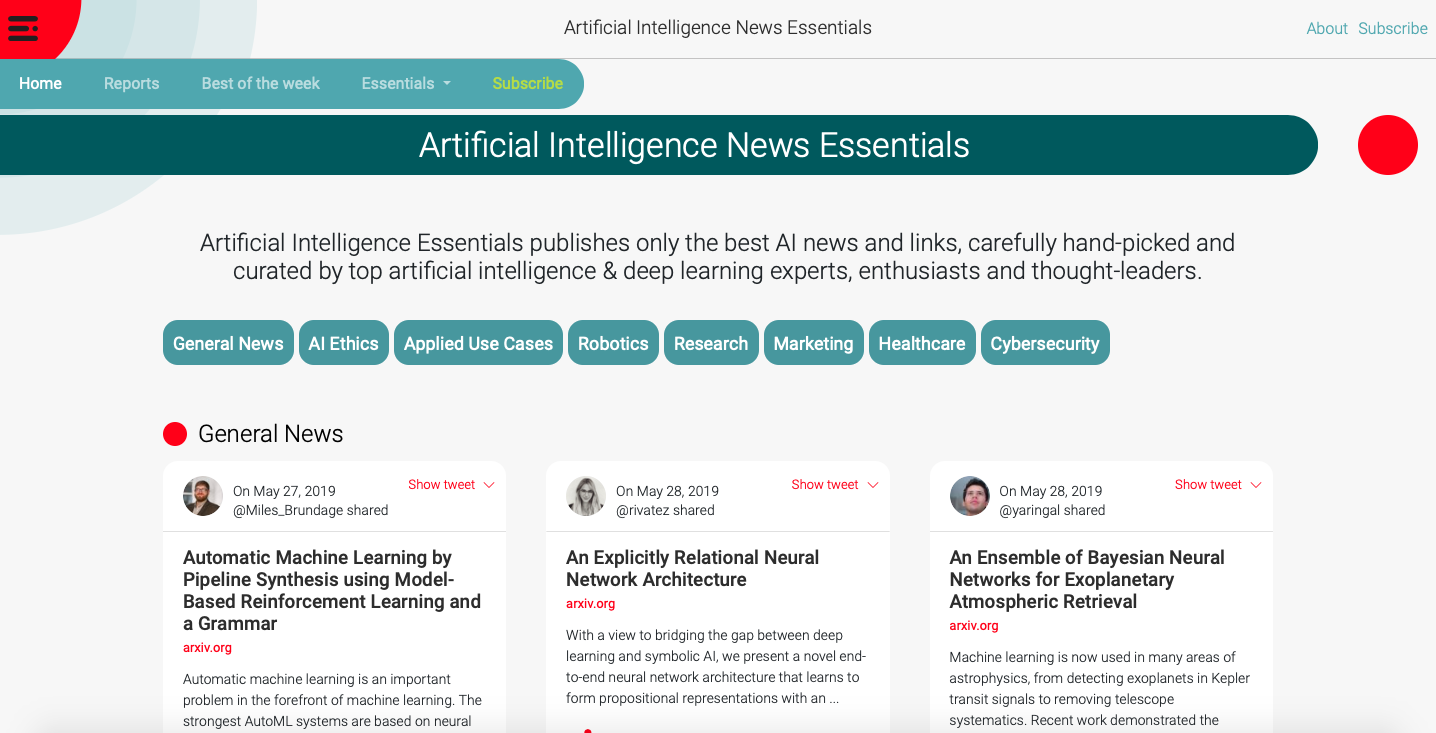 Artificial Intelligence News Essentials
About Subscribe
Home Reports Best of the week Essentials Subscribe
Artificial Intelligence News Essentials
Artificial Intelligence Essentials publishes only the best AI news and links, carefully hand-picked and
curated by top artificial intelligence & deep learning experts, enthusiasts and thought-leaders.
General News AI Ethics Applied Use Cases Robotics Research Marketing Healthcare Cybersecurity
General News
On May 27, 2019
@Miles_Brundage shared
Show tweet
Automatic Machine Learning by
Pipeline Synthesis using Model-
Based Reinforcement Learning and
a Grammar
arxiv.org
Automatic machine learning is an important
problem in the forefront of machine learning. The
strongest AutoML systems are based on neural
On May 28, 2019
@rivatez shared
Show tweet
An Explicitly Relational Neural
Network Architecture
arxiv.org
With a view to bridging the gap between deep
learning and symbolic AI, we present a novel end-
to-end neural network architecture that learns to
form propositional representations with an ...
On May 28, 2019
@yaringal shared
Show tweet
An Ensemble of Bayesian Neural
Networks for Exoplanetary
Atmospheric Retrieval
arxiv.org
Machine learning is now used in many areas of
astrophysics, from detecting exoplanets in Kepler
transit signals to removing telescope
systematics. Recent work demonstrated the